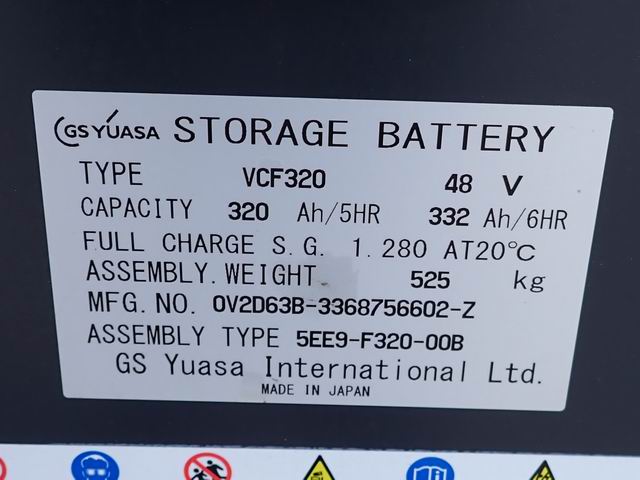 GS YUASA STORAGE BATTERY
TYPE VCF320 48 V
CAPACITY 320 Ah/5HR 332 Ah/6HR
FULL CHARGE S.G. 1.280 AT20℃
ASSEMBLY.WEIGHT 525 kg
MFG.NO. 0V2D63B-3368756602-Z
ASSEMBLY TYPE 5EE9-F320-00B
GS Yuasa International Ltd.
MADE IN JAPAN